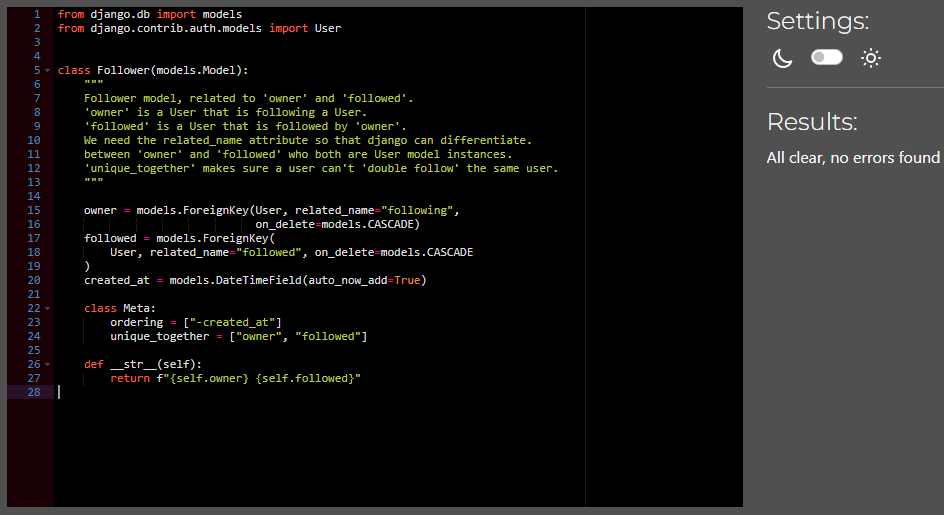 1 from django.db import models
2 from django.contrib.auth.models import User
3
4
5 class Follower(models.Model):
6     """
7     Follower model, related to 'owner' and 'followed'.
8     'owner' is a User that is following a User.
9     'followed' is a User that is followed by 'owner'.
10     We need the related_name attribute so that django can differentiate.
11     between 'owner' and 'followed' who both are User model instances.
12     'unique_together' makes sure a user can't 'double follow' the same user.
13     """
14
15     owner = models.ForeignKey(User, related_name="following",
16                               on_delete=models.CASCADE)
17     followed = models.ForeignKey(
18         User, related_name="followed", on_delete=models.CASCADE
19     )
20     created_at = models.DateTimeField(auto_now_add=True)
21
22     class Meta:
23         ordering = ["-created_at"]
24         unique_together = ["owner", "followed"]
25
26     def __str__(self):
27         return f"{self.owner} {self.followed}"
28
Settings:
Results:
All clear, no errors found